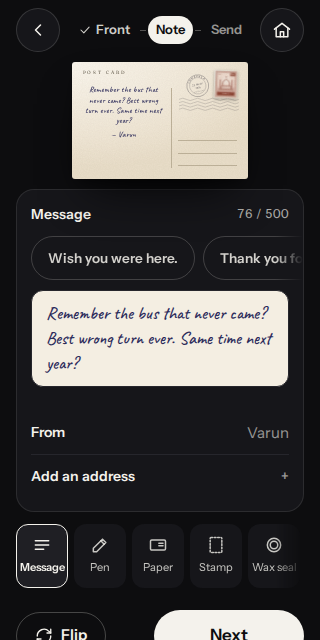 Front
Note
Send
POST CARD
Remember the bus that
never came? Best wrong
turn ever. Same time next
year?
— Varun
Message
76 / 500
Wish you were here.
Thank you fo
Remember the bus that never came?
Best wrong turn ever. Same time next
year?
From
Varun
Add an address
+
Message
Pen
Paper
Stamp
Wax seal
Flip
Next